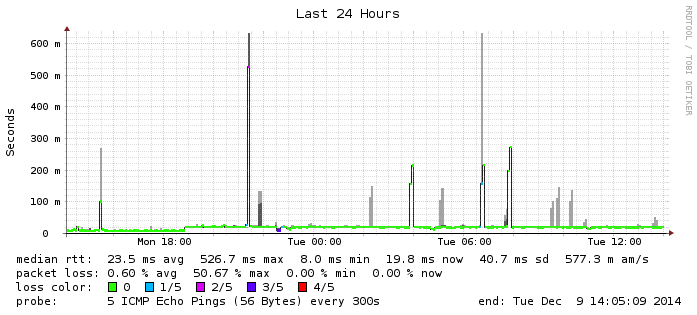 Last 24 Hours
RRDTOOL / TOBI OETIKER
Seconds
600 m
500 m
400 m
300 m
200 m
100 m
0
Mon 18:00 Tue 00:00 Tue 06:00 Tue 12:00
median rtt: 23.5 ms avg 526.7 ms max 8.0 ms min 19.8 ms now 40.7 ms sd 577.3 m am/s
packet loss: 0.60 % avg 50.67 % max 0.00 % min 0.00 % now
loss color: 0 1/5 2/5 3/5 4/5
probe: 5 ICMP Echo Pings (56 Bytes) every 300s end: Tue Dec 9 14:05:09 2014